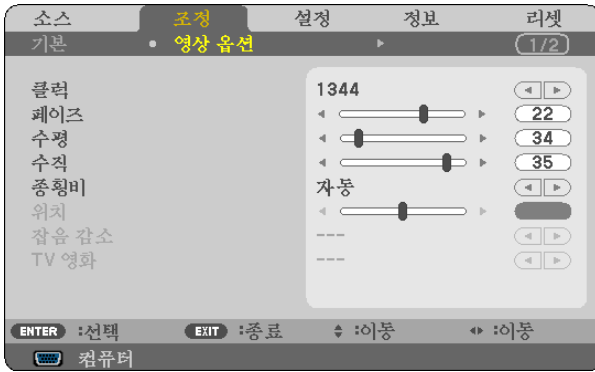 소스 조정 설정 정보 리셋
기본 • 영상 옵션 (1/2)
클럭 1344
페이즈 22
수평 34
수직 35
종횡비 자동
위치
잡음 감소 ---
TV 영화 ---
ENTER :선택 EXIT :종료 :이동 :이동
컴퓨터